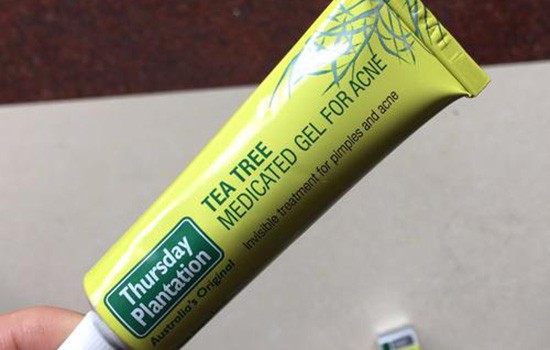 TEA TREE
MEDICATED GEL FOR ACNE
Invisible treatment for pimples and acne
Thursday
Plantation
Australia's Original